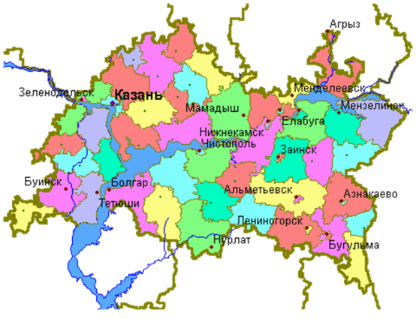 Агрыз
Менделеевск
Зеленодольск
Казань
Мамадыш
Мензелинск
Елабуга
Нижнекамск
Чистополь
Заинск
Буинск
Болгар
Альметьевск
Азнакаево
Тетюши
Лениногорск
Нурлат
Бугульма